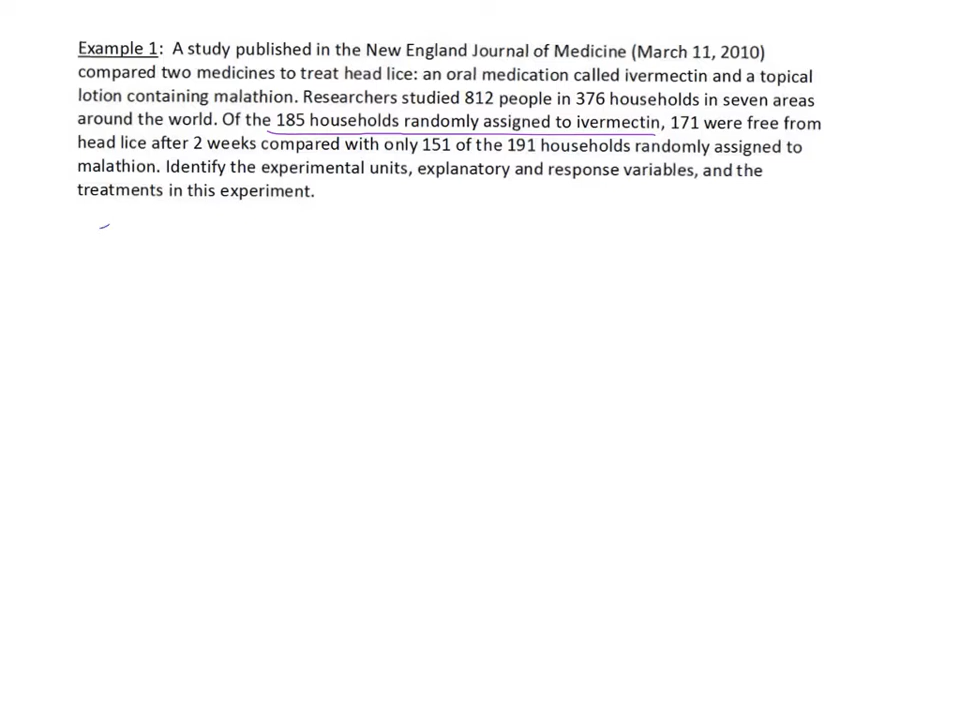 Example 1: A study published in the New England Journal of Medicine (March 11, 2010)
compared two medicines to treat head lice: an oral medication called ivermectin and a topical
lotion containing malathion. Researchers studied 812 people in 376 households in seven areas
around the world. Of the 185 households randomly assigned to ivermectin, 171 were free from
head lice after 2 weeks compared with only 151 of the 191 households randomly assigned to
malathion. Identify the experimental units, explanatory and response variables, and the
treatments in this experiment.